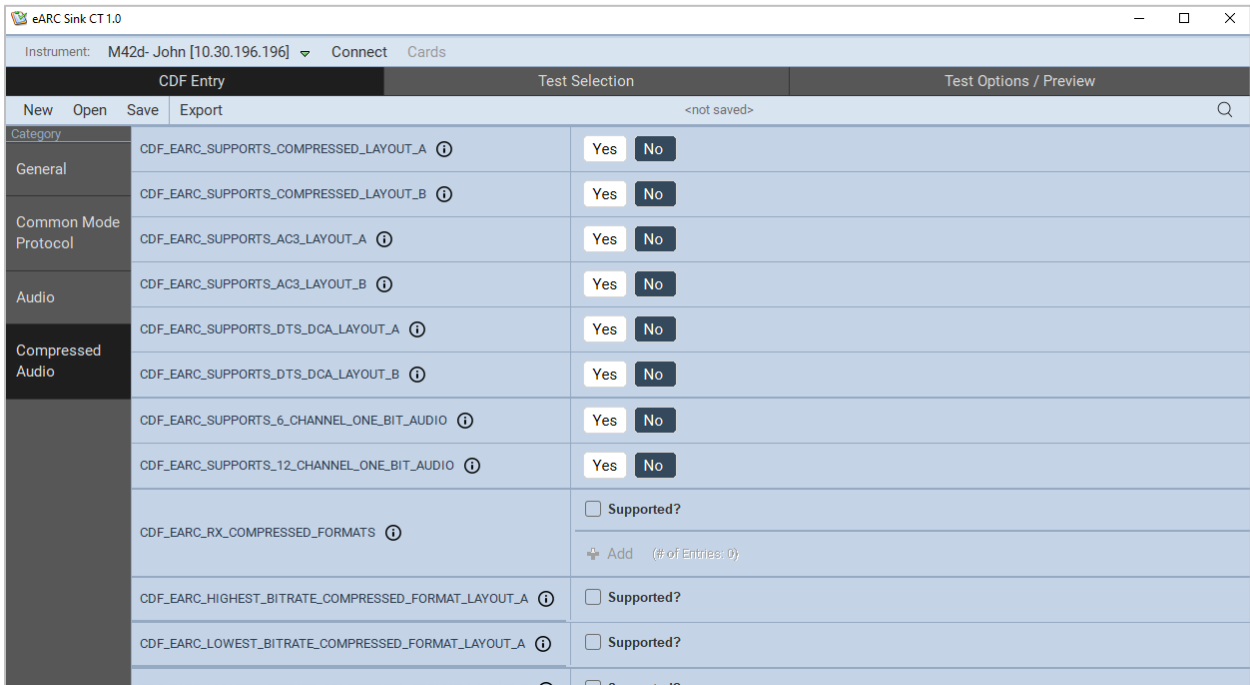 eARC Sink CT 1.0
Instrument: M42d- John [10.30.196.196] Connect Cards
CDF Entry Test Selection Test Options / Preview
New Open Save Export <not saved>
Category
General
Common Mode
Protocol
Audio
Compressed
Audio
CDF_EARC_SUPPORTS_COMPRESSED_LAYOUT_A Yes No
CDF_EARC_SUPPORTS_COMPRESSED_LAYOUT_B Yes No
CDF_EARC_SUPPORTS_AC3_LAYOUT_A Yes No
CDF_EARC_SUPPORTS_AC3_LAYOUT_B Yes No
CDF_EARC_SUPPORTS_DTS_DCA_LAYOUT_A Yes No
CDF_EARC_SUPPORTS_DTS_DCA_LAYOUT_B Yes No
CDF_EARC_SUPPORTS_6_CHANNEL_ONE_BIT_AUDIO Yes No
CDF_EARC_SUPPORTS_12_CHANNEL_ONE_BIT_AUDIO Yes No
CDF_EARC_RX_COMPRESSED_FORMATS Supported?
Add (# of Entries: 0)
CDF_EARC_HIGHEST_BITRATE_COMPRESSED_FORMAT_LAYOUT_A Supported?
CDF_EARC_LOWEST_BITRATE_COMPRESSED_FORMAT_LAYOUT_A Supported?